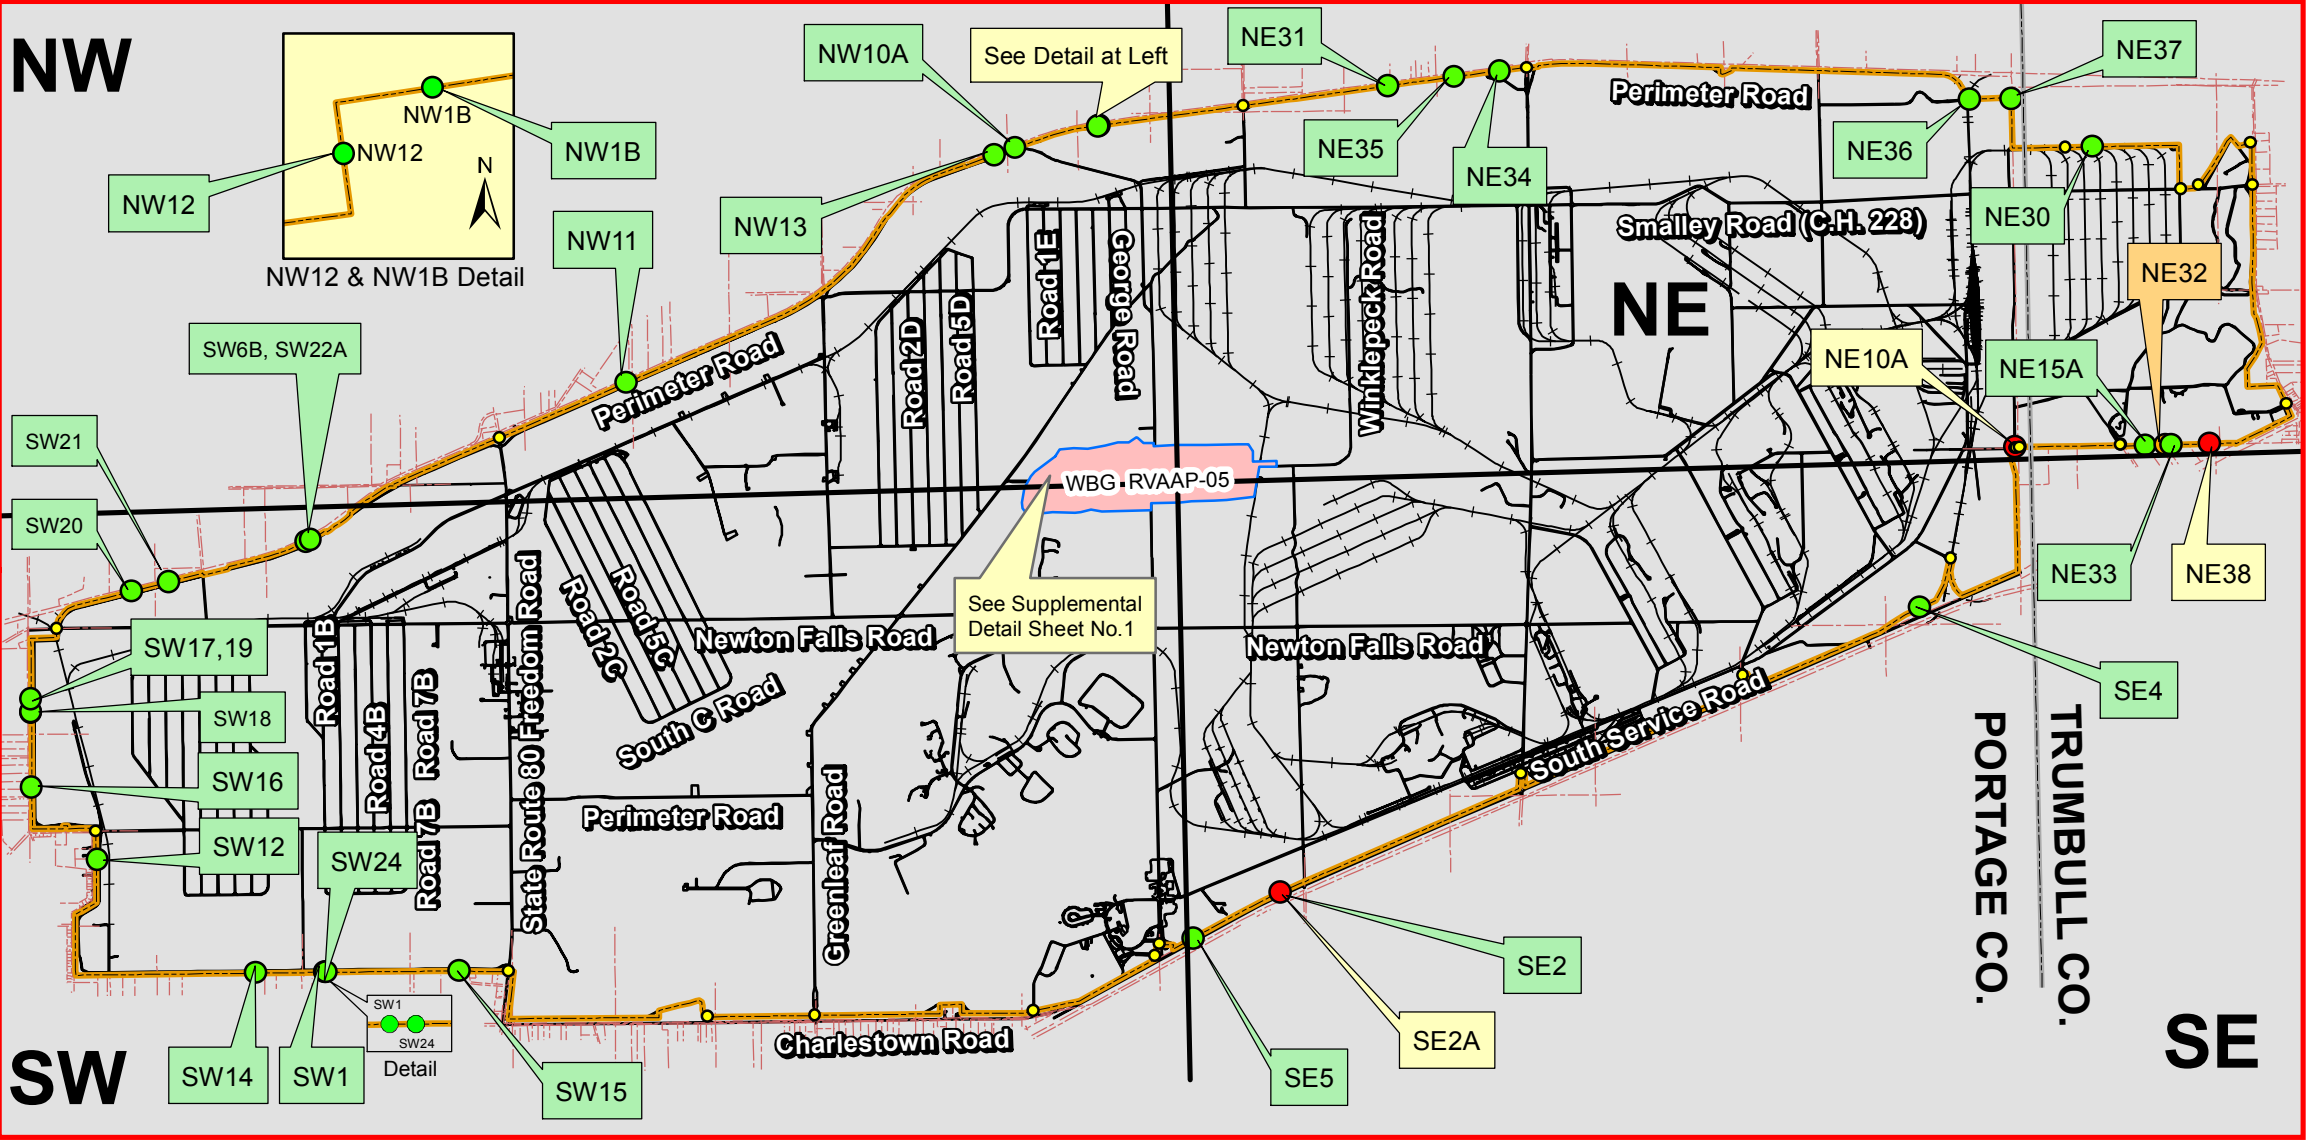 NW
NW1B
NW12
N
NW12 & NW1B Detail
NW12
NW1B
NW11
NW13
NW10A
See Detail at Left
NE31
NE35
NE34
Perimeter Road
NE36
NE37
NE30
Smalley Road (C.H. 228)
NE
NE32
NE10A
NE15A
NE33
NE38
SW6B, SW22A
SW21
SW20
Perimeter Road
Road 2D
Road 5D
Road 1E
George Road
Winklepeck Road
WBG RVAAP-05
See Supplemental
Detail Sheet No.1
SW17,19
SW18
SW16
SW12
SW24
Road 1B
Road 4B
Road 7B
Road 7B
State Route 80 Freedom Road
Road 2C
Road 5C
South C Road
Newton Falls Road
Newton Falls Road
Perimeter Road
Greenleaf Road
South Service Road
SE4
PORTAGE CO.
TRUMBULL CO.
SE2
SE2A
SE5
Charlestown Road
SW1
SW24
Detail
SW14
SW1
SW15
SW
SE